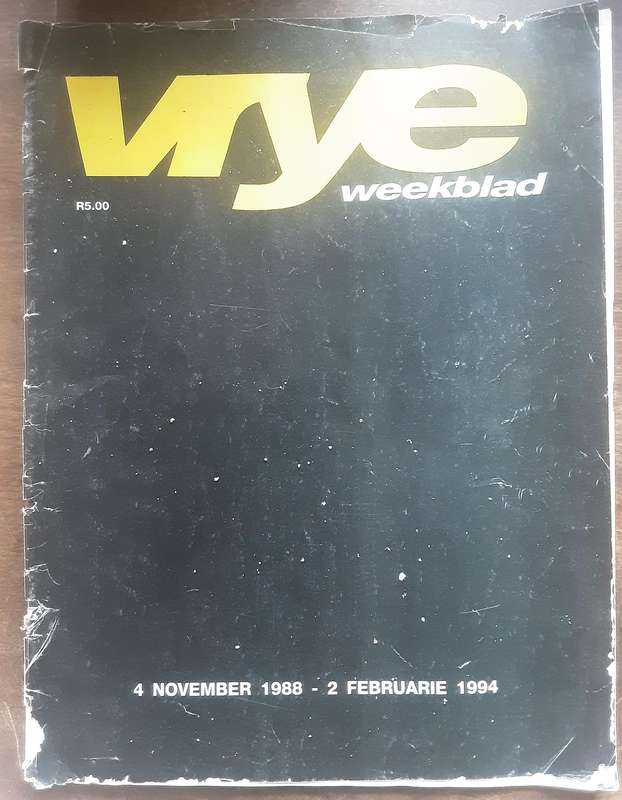 vrye
weekblad
R5.00
4 NOVEMBER 1988 - 2 FEBRUARIE 1994